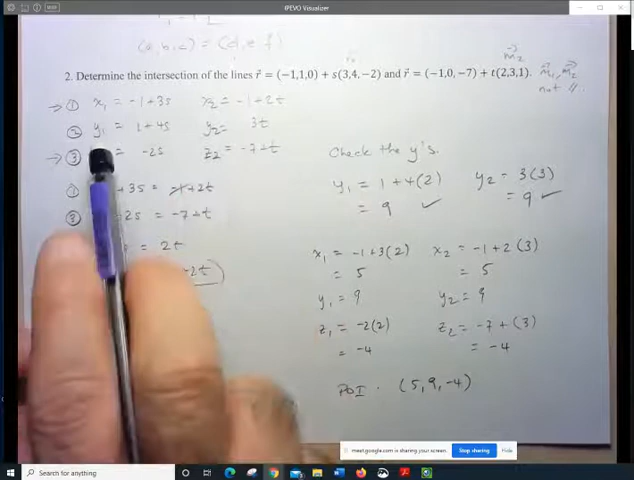 IPEVO Visualizer
(a, b, c) = (d, e, f)
2. Determine the intersection of the lines r⃗ = (−1,1,0) + s(3,4,−2) and r⃗ = (−1,0,−7) + t(2,3,1).
m⃗₂
m⃗₁, m⃗₂
not //.
→ ① x₁ = -1+3s x₂ = -1+2t
② y₁ = 1+4s y₂ = 3t
→ ③ = -2s z₂ = -7+t
① +3s = -1+2t
③ -2s = -7+t
= 2t
-2t
Check the y's.
y₁ = 1+4(2) y₂ = 3(3)
= 9 ✓ = 9 ✓
x₁ = -1+3(2) x₂ = -1+2(3)
= 5 = 5
y₁ = 9 y₂ = 9
z₁ = -2(2) z₂ = -7+(3)
= -4 = -4
POI · (5, 9, -4)
meet.google.com is sharing your screen. Stop sharing Hide
Search for anything